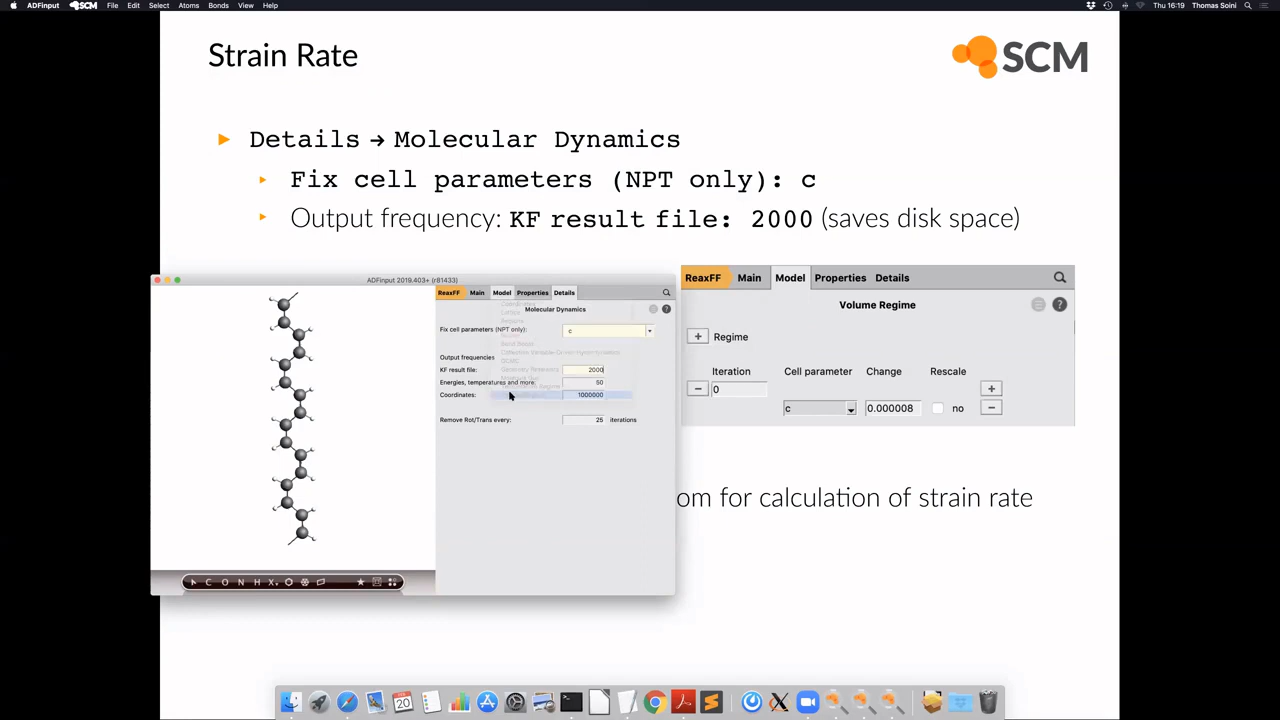 ADFinput SCM File Edit Select Atoms Bonds View Help Thu 16:19 Thomas Soini
Strain Rate
SCM
Details → Molecular Dynamics
Fix cell parameters (NPT only): c
Output frequency: KF result file: 2000 (saves disk space)
ADFinput 2019.403+ (r81433)
ReaxFF Main Model Properties Details
Molecular Dynamics
Fix cell parameters (NPT only): c
Output frequencies
KF result file: 2000
Energies, temperatures and more: 50
Coordinates: 1000000
Remove Rot/Trans every: 25 iterations
C O N H X
ReaxFF Main Model Properties Details
Volume Regime
+ Regime
Iteration Cell parameter Change Rescale
− 0 +
c 0.000008 no −
om for calculation of strain rate
20